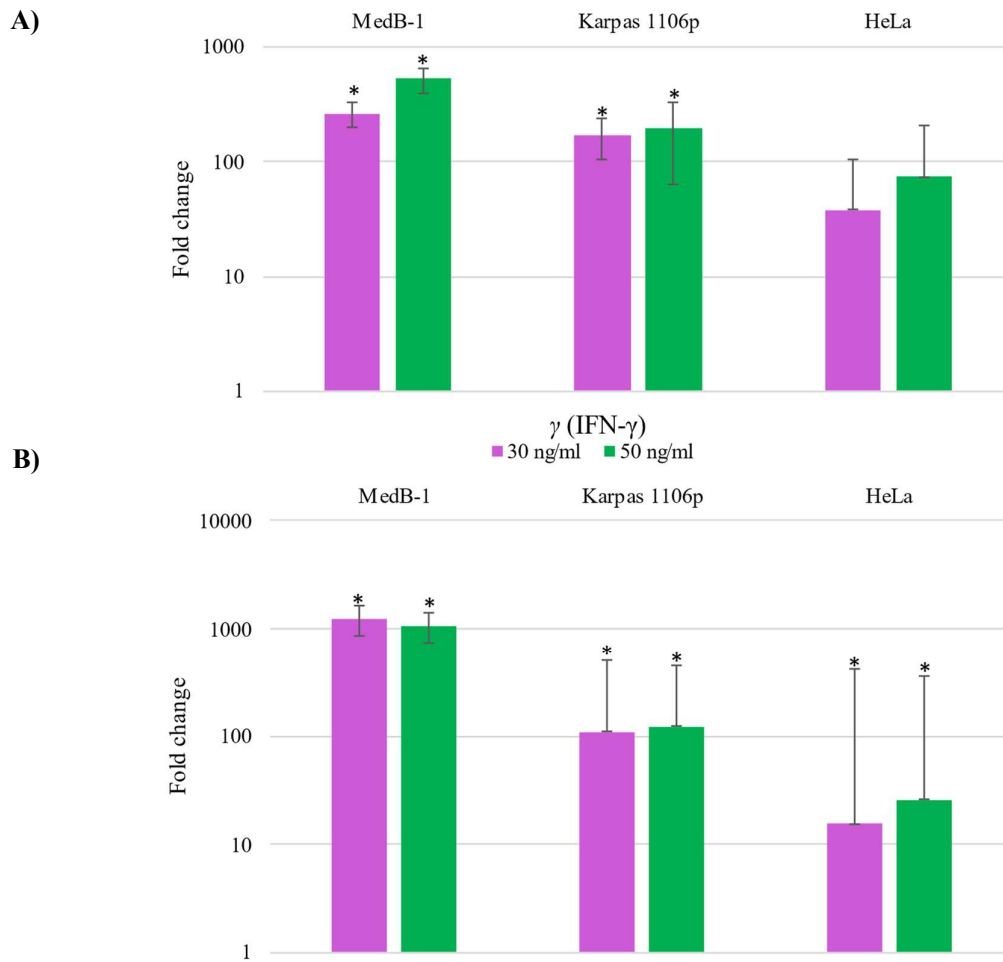 A)
MedB-1 Karpas 1106p HeLa
1000
* * * *
100
10
1
Fold change
γ (IFN-γ)
30 ng/ml 50 ng/ml
B)
MedB-1 Karpas 1106p HeLa
10000
1000
* * * * * *
100
10
1
Fold change